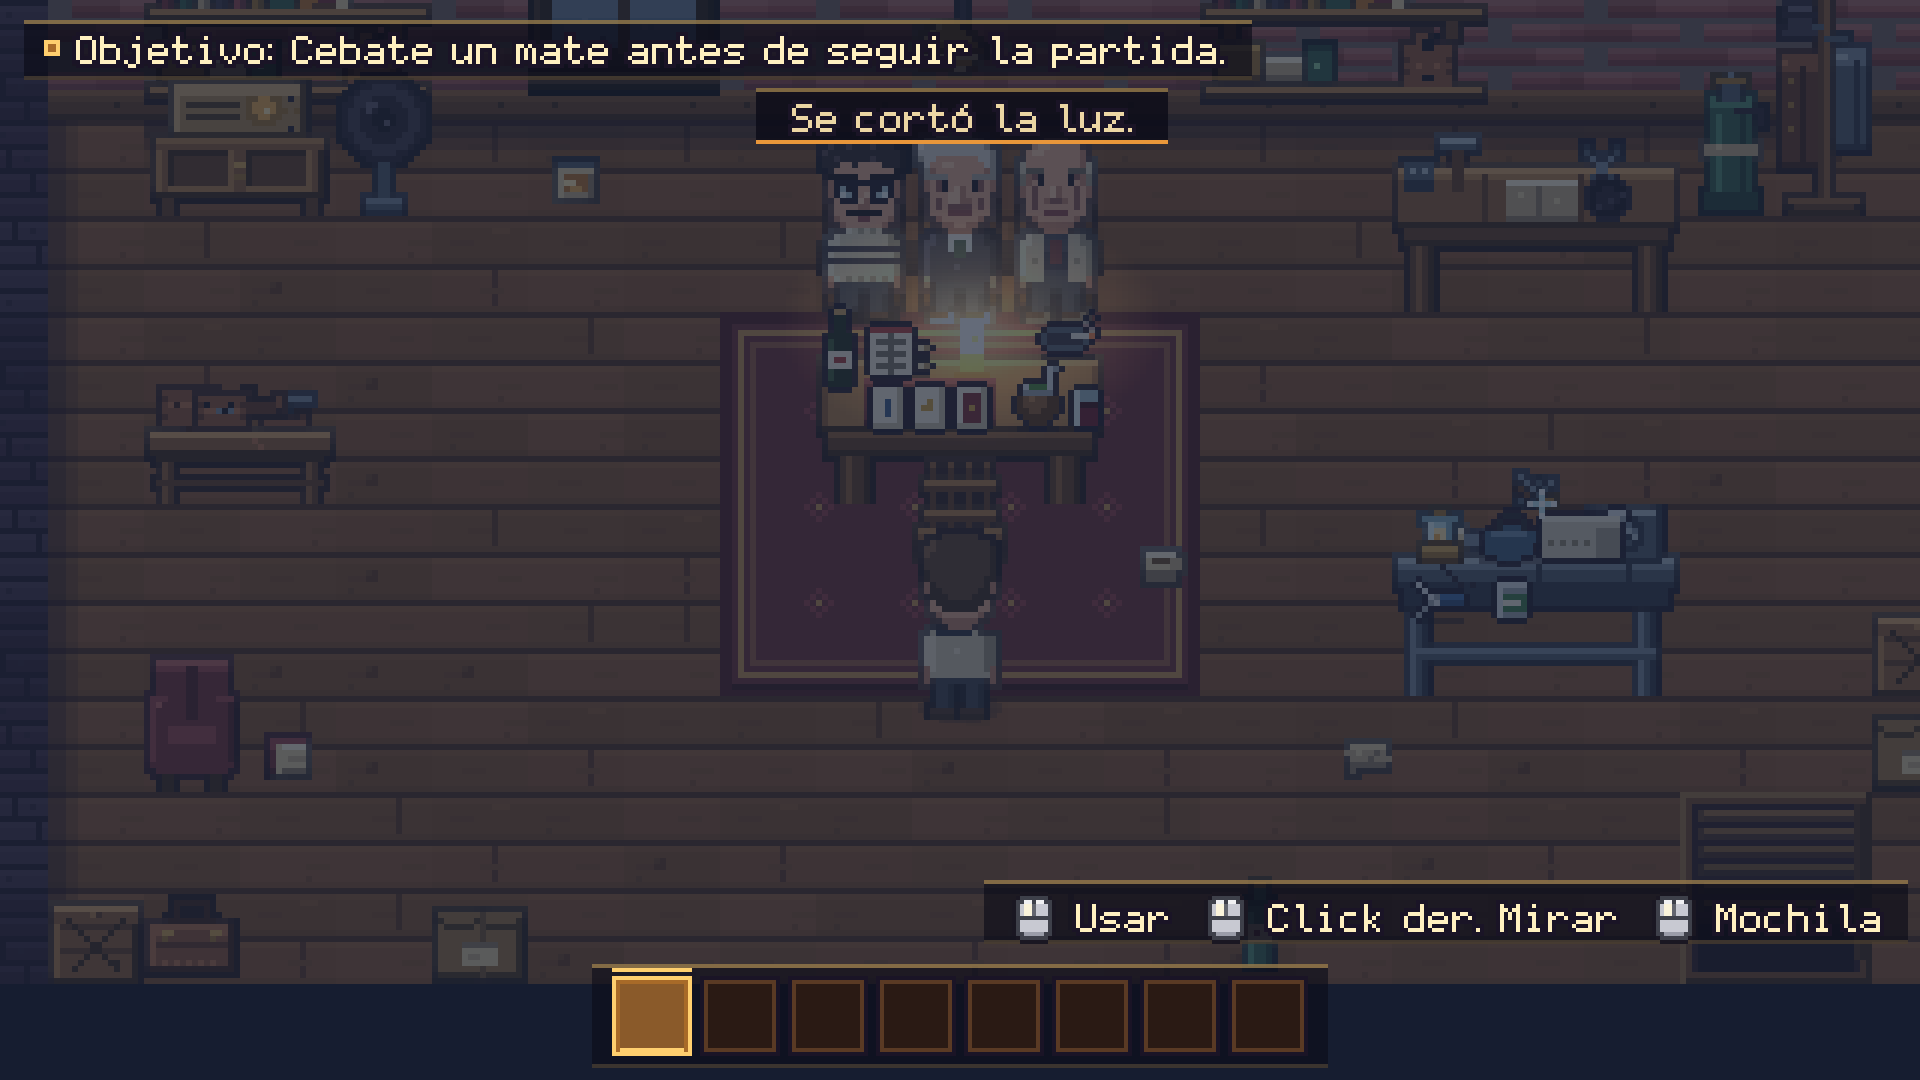 Objetivo: Cebate un mate antes de seguir la partida.
Se cortó la luz.
Usar Click der. Mirar Mochila